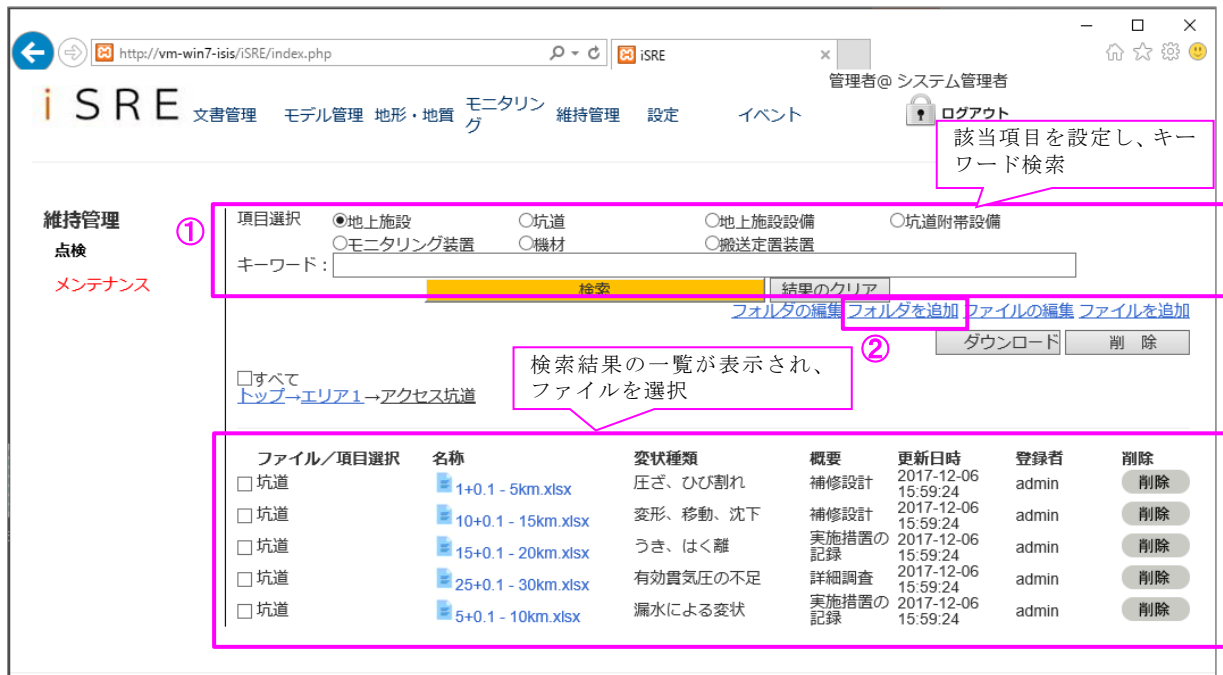 http://vm-win7-isis/iSRE/index.php
iSRE
管理者@ システム管理者
iSRE
文書管理 モデル管理 地形・地質 モニタリング 維持管理 設定 イベント
ログアウト
該当項目を設定し、キー
ワード検索
維持管理
点検
メンテナンス
①
項目選択 地上施設 坑道 地上施設設備 坑道附帯設備
モニタリング装置 機材 搬送定置装置
キーワード：
検索 結果のクリア
フォルダの編集 フォルダを追加 ファイルの編集 ファイルを追加
②
ダウンロード 削 除
検索結果の一覧が表示され、
ファイルを選択
すべて
トップ→エリア１→アクセス坑道
ファイル／項目選択 名称 変状種類 概要 更新日時 登録者 削除
坑道 1+0.1 - 5km.xlsx 圧ざ、ひび割れ 補修設計 2017-12-06 15:59:24 admin 削除
坑道 10+0.1 - 15km.xlsx 変形、移動、沈下 補修設計 2017-12-06 15:59:24 admin 削除
坑道 15+0.1 - 20km.xlsx うき、はく離 実施措置の記録 2017-12-06 15:59:24 admin 削除
坑道 25+0.1 - 30km.xlsx 有効畳気圧の不足 詳細調査 2017-12-06 15:59:24 admin 削除
坑道 5+0.1 - 10km.xlsx 漏水による変状 実施措置の記録 2017-12-06 15:59:24 admin 削除